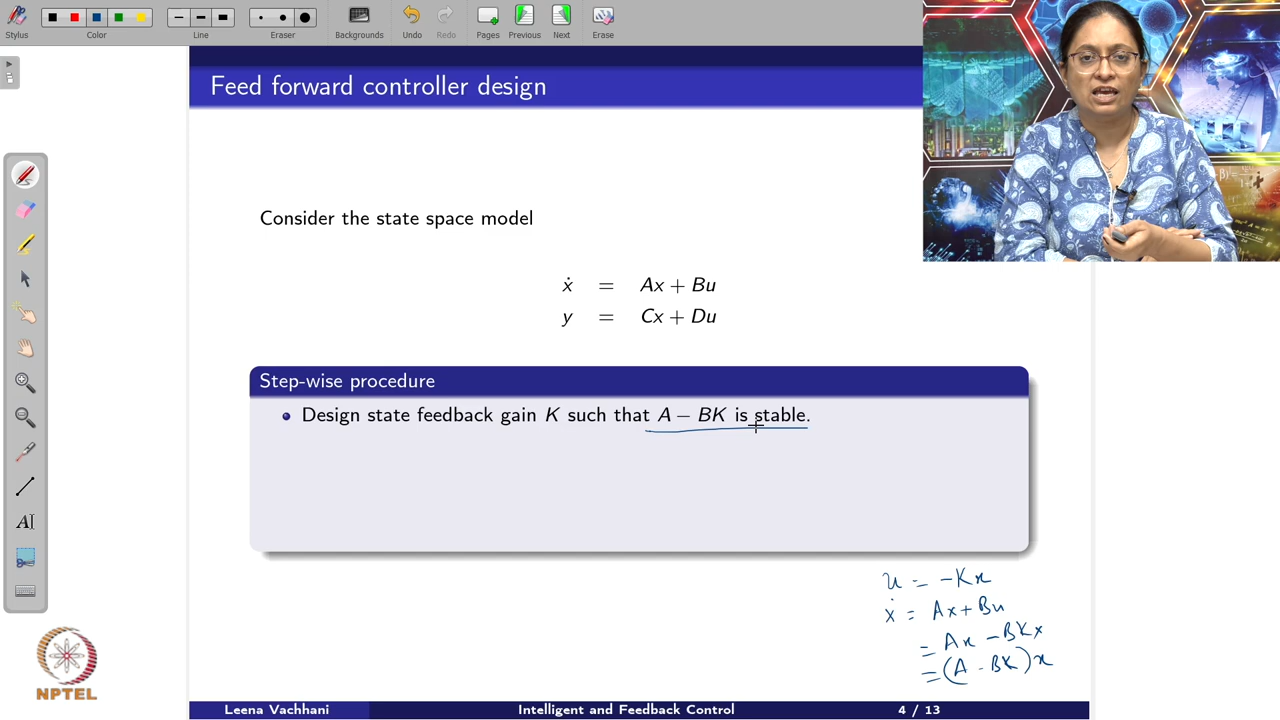 Stylus
Color
Line
Eraser
Backgrounds
Undo
Redo
Pages
Previous
Next
Erase
Feed forward controller design
Consider the state space model
ẋ = Ax + Bu
y = Cx + Du
Step-wise procedure
Design state feedback gain K such that A − BK is stable.
u = -Kx
ẋ = Ax + Bu
= Ax - BKx
= (A - BK)x
A
NPTEL
Leena Vachhani
Intelligent and Feedback Control
4 / 13